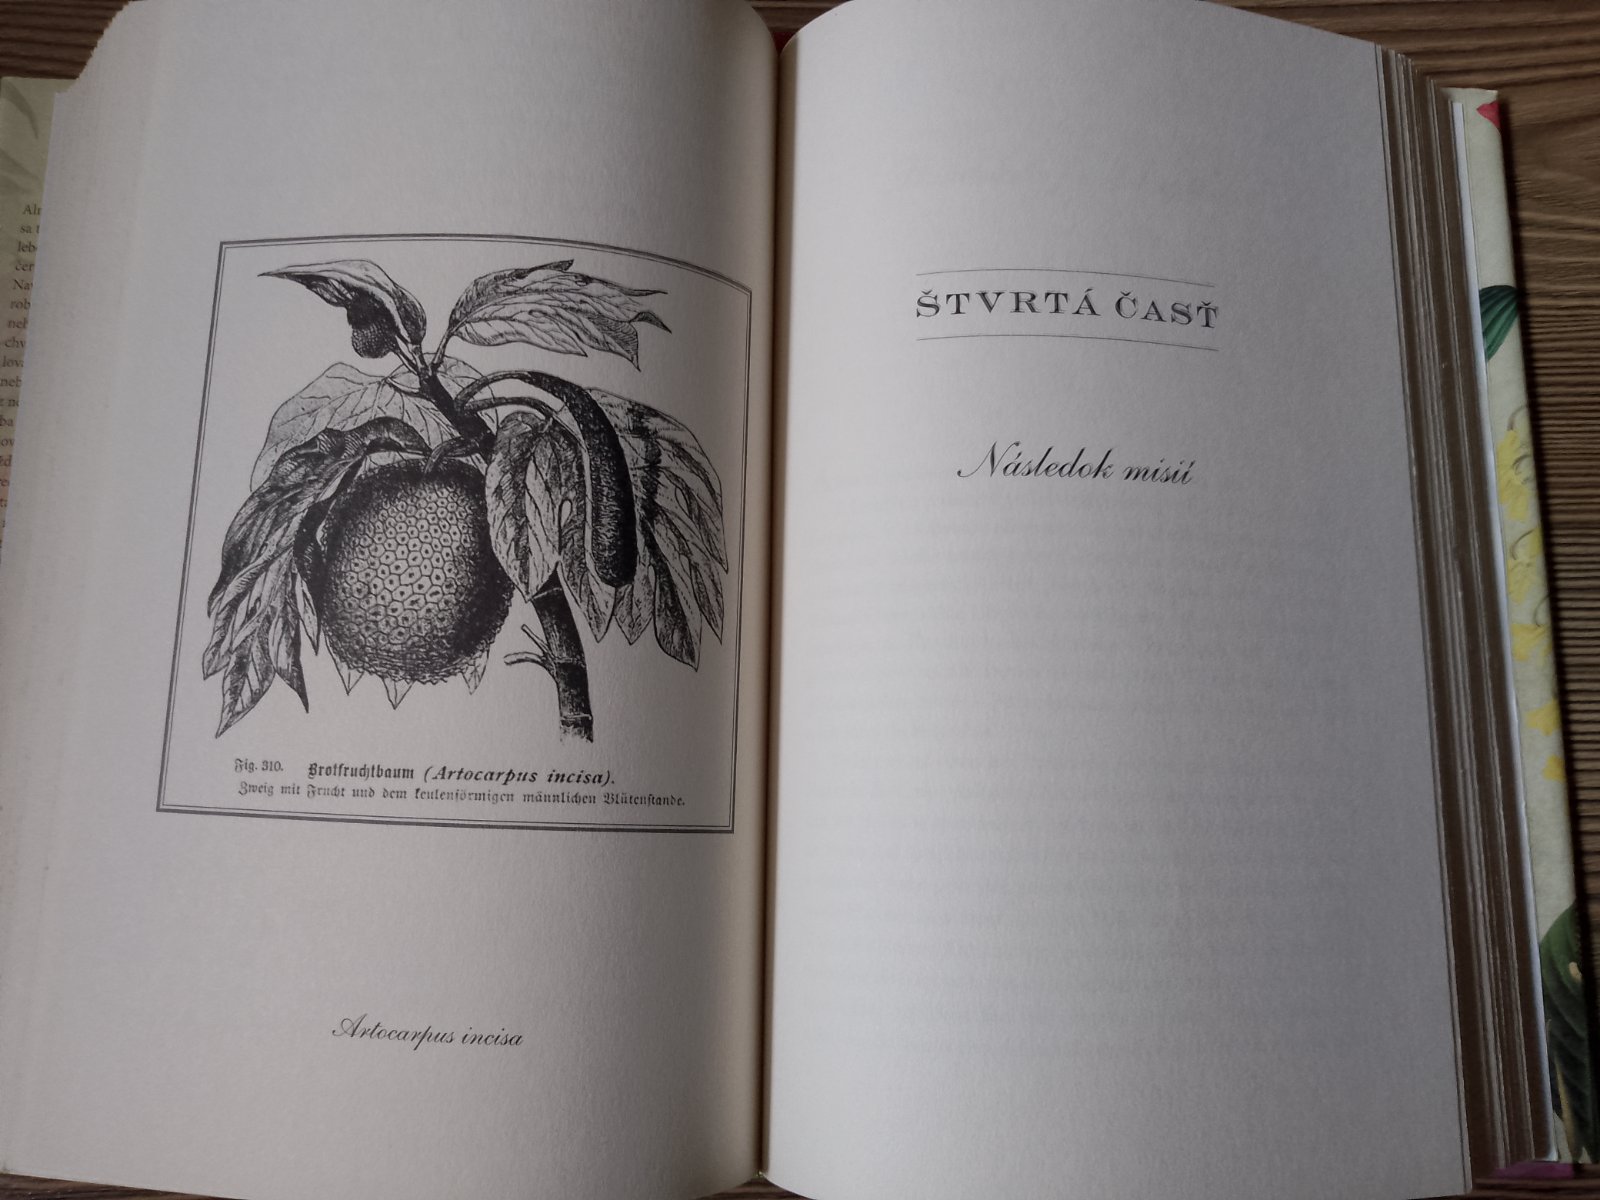 Fig. 310. Brotfruchtbaum (Artocarpus incisa).
Zweig mit Frucht und dem keulenförmigen männlichen Blütenstande.
Artocarpus incisa
ŠTVRTÁ ČASŤ
Následok misií